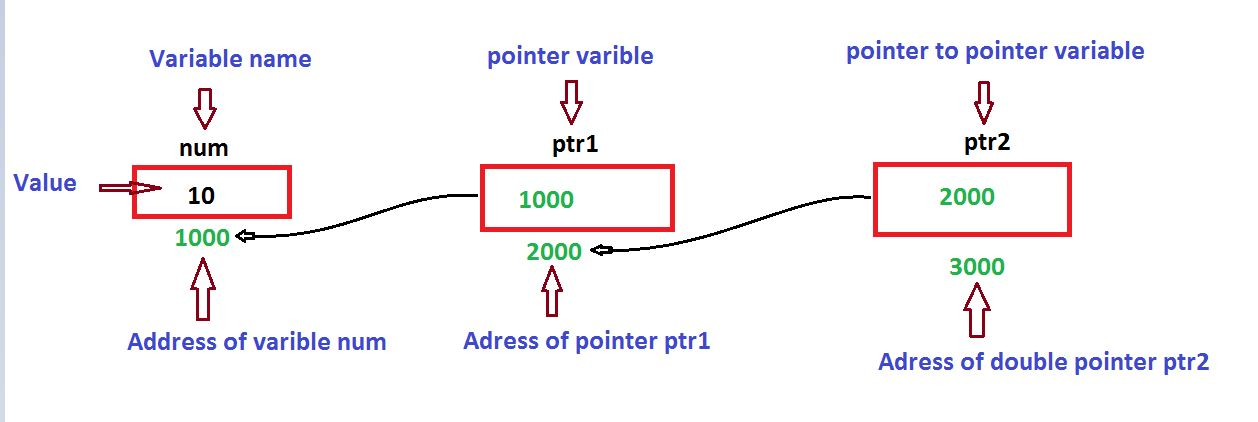 Variable name
pointer varible
pointer to pointer variable
num
ptr1
ptr2
Value
10
1000
2000
1000
2000
3000
Address of varible num
Adress of pointer ptr1
Adress of double pointer ptr2